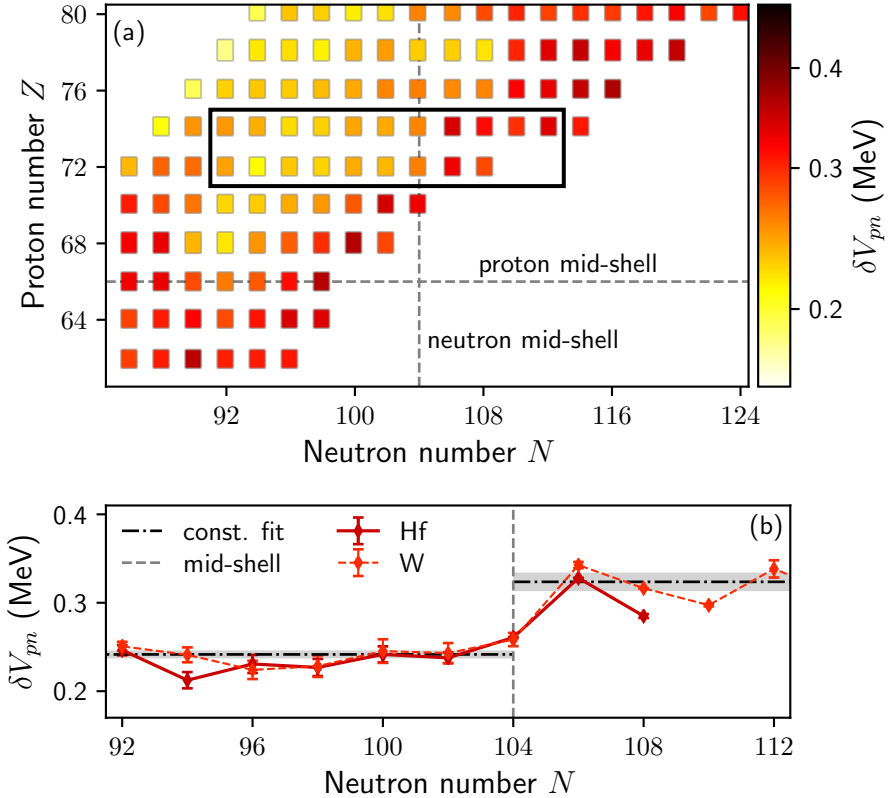 (a)
80
76
72
68
64
Proton number Z
proton mid-shell
neutron mid-shell
92
100
108
116
124
Neutron number N
0.4
0.3
0.2
δVpn (MeV)
(b)
0.4
0.3
0.2
δVpn (MeV)
const. fit
mid-shell
Hf
W
92
96
100
104
108
112
Neutron number N